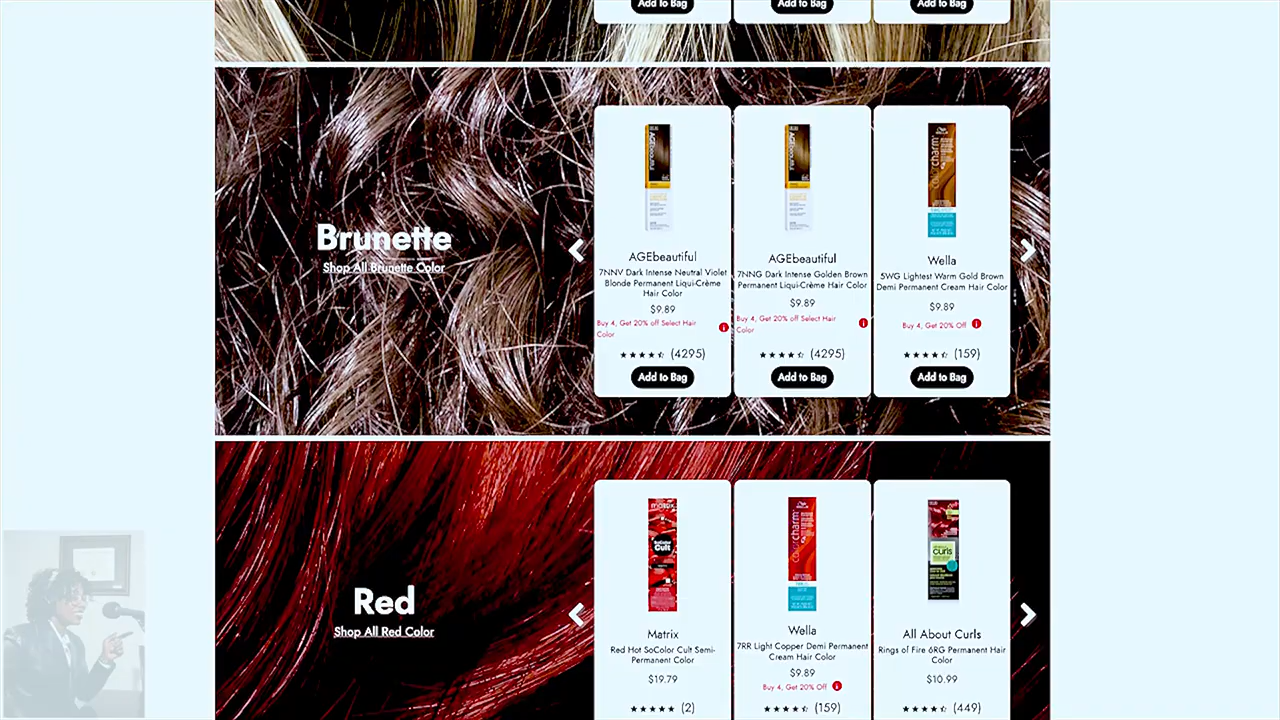 Add to Bag
Add to Bag
Add to Bag
Brunette
Shop All Brunette Color
AGEbeautiful
7NNV Dark Intense Neutral Violet
Blonde Permanent Liqui-Crème
Hair Color
$9.89
Buy 4, Get 20% off Select Hair
Color
(4295)
Add to Bag
AGEbeautiful
7NNG Dark Intense Golden Brown
Permanent Liqui-Crème Hair Color
$9.89
Buy 4, Get 20% off Select Hair
Color
(4295)
Add to Bag
Wella
5WG Lightest Warm Gold Brown
Demi Permanent Cream Hair Color
$9.89
Buy 4, Get 20% Off
(159)
Add to Bag
Red
Shop All Red Color
matrix
SoColor
Cult
Matrix
Red Hot SoColor Cult Semi-
Permanent Color
$19.79
(2)
colorcharm
Wella
7RR Light Copper Demi Permanent
Cream Hair Color
$9.89
Buy 4, Get 20% Off
(159)
curls
All About Curls
Rings of Fire 6RG Permanent Hair
Color
$10.99
(449)